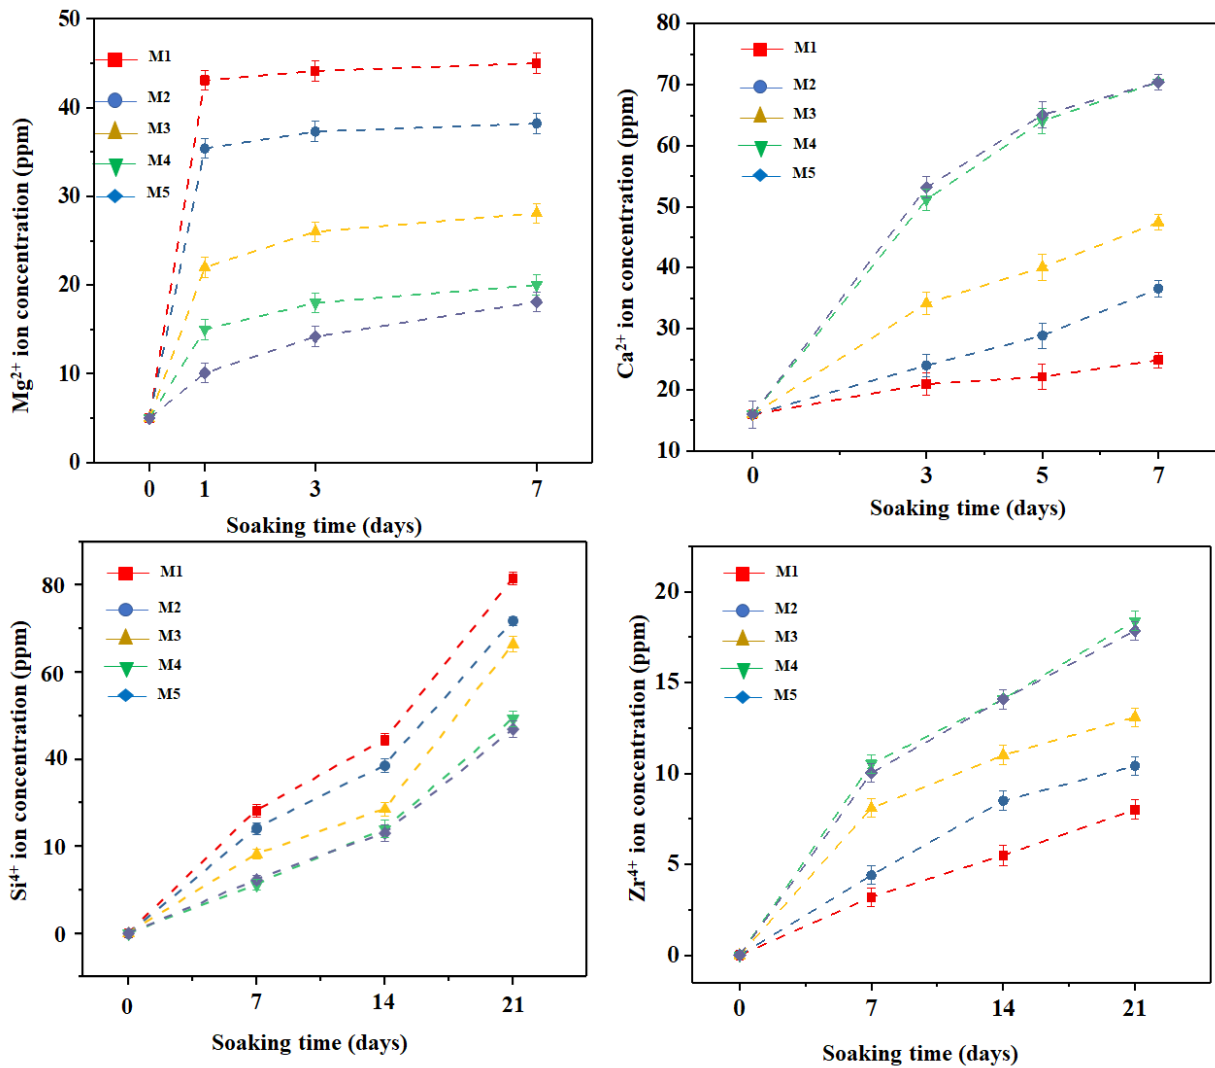 50
40
30
20
10
0
Mg²⁺ ion concentration (ppm)
M1
M2
M3
M4
M5
0 1 3 7
Soaking time (days)
80
70
60
50
40
30
20
10
Ca²⁺ ion concentration (ppm)
M1
M2
M3
M4
M5
0 3 5 7
Soaking time (days)
80
60
40
10
0
Si⁴⁺ ion concentration (ppm)
M1
M2
M3
M4
M5
0 7 14 21
Soaking time (days)
20
15
10
5
0
Zr⁴⁺ ion concentration (ppm)
M1
M2
M3
M4
M5
0 7 14 21
Soaking time (days)